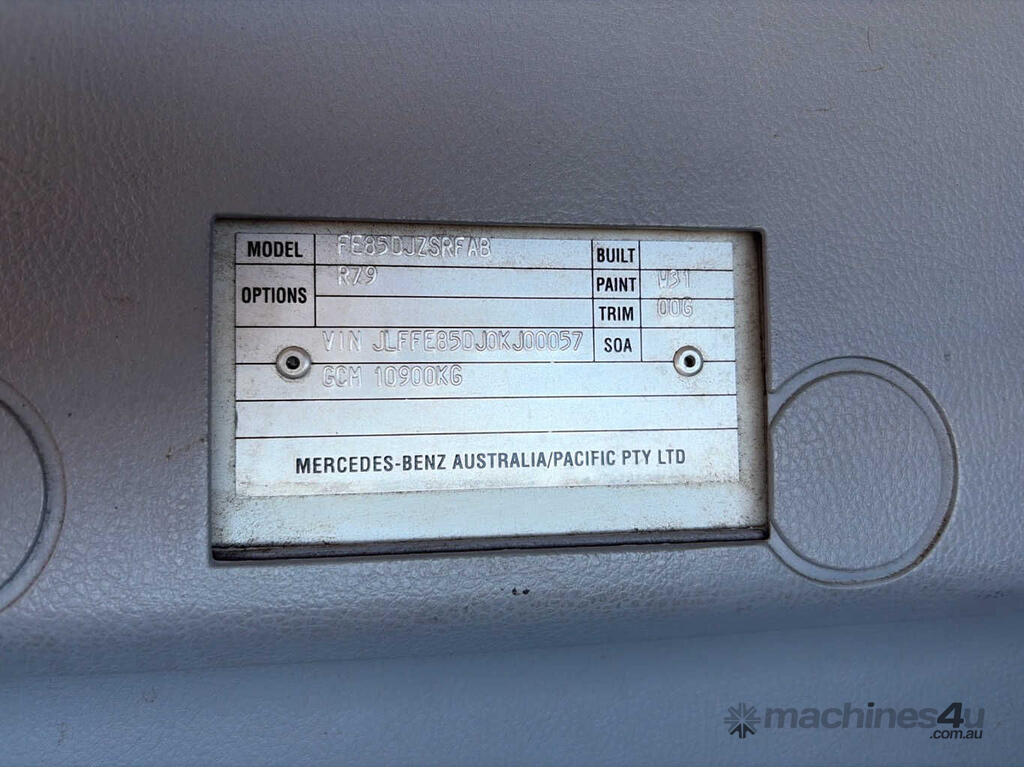 MODEL FE85DJZSRFAB BUILT
OPTIONS R79 PAINT W31
TRIM 00G
VIN JLFFE85DJ0KJ00057 SOA
GCM 10900KG
MERCEDES-BENZ AUSTRALIA/PACIFIC PTY LTD
machines4u
.com.au